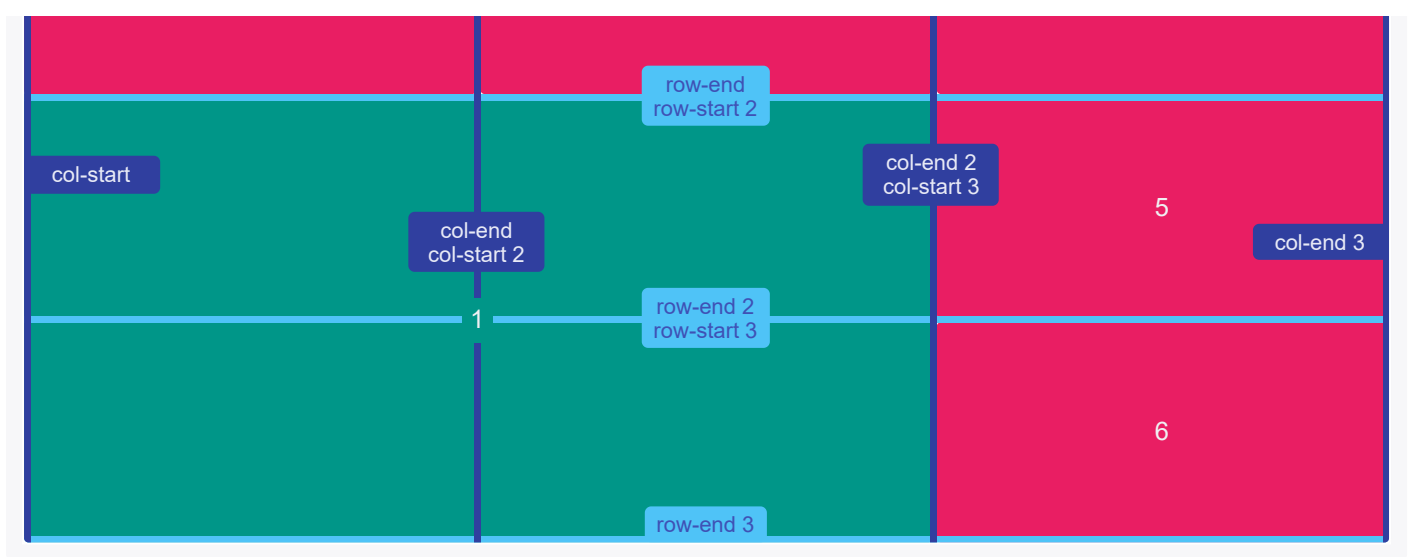 row-end
row-start 2
col-start
col-end 2
col-start 3
5
col-end
col-start 2
col-end 3
row-end 2
row-start 3
1
6
row-end 3